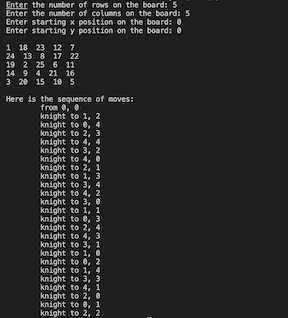 Enter the number of rows on the board: 5
Enter the number of columns on the board: 5
Enter starting x position on the board: 0
Enter starting y position on the board: 0
1 18 23 12 7
24 13 8 17 22
19 2 25 6 11
14 9 4 21 16
3 20 15 10 5
Here is the sequence of moves:
from 0, 0
knight to 1, 2
knight to 0, 4
knight to 2, 3
knight to 4, 4
knight to 3, 2
knight to 4, 0
knight to 2, 1
knight to 1, 3
knight to 3, 4
knight to 4, 2
knight to 3, 0
knight to 1, 1
knight to 0, 3
knight to 2, 4
knight to 4, 3
knight to 3, 1
knight to 1, 0
knight to 0, 2
knight to 1, 4
knight to 3, 3
knight to 4, 1
knight to 2, 0
knight to 0, 1
knight to 2, 2